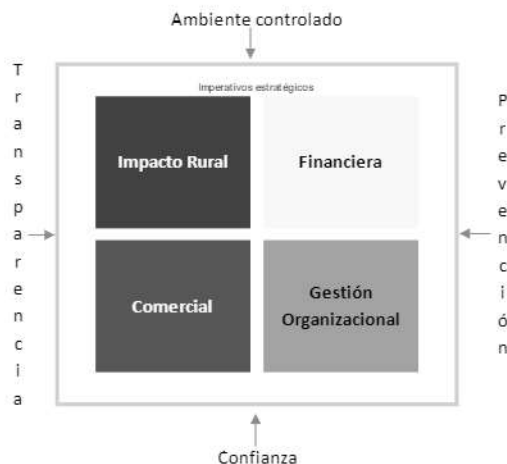 Ambiente controlado
Transparencia
Imperativos estratégicos
Impacto Rural
Financiera
Prevención
Comercial
Gestión
Organizacional
Confianza